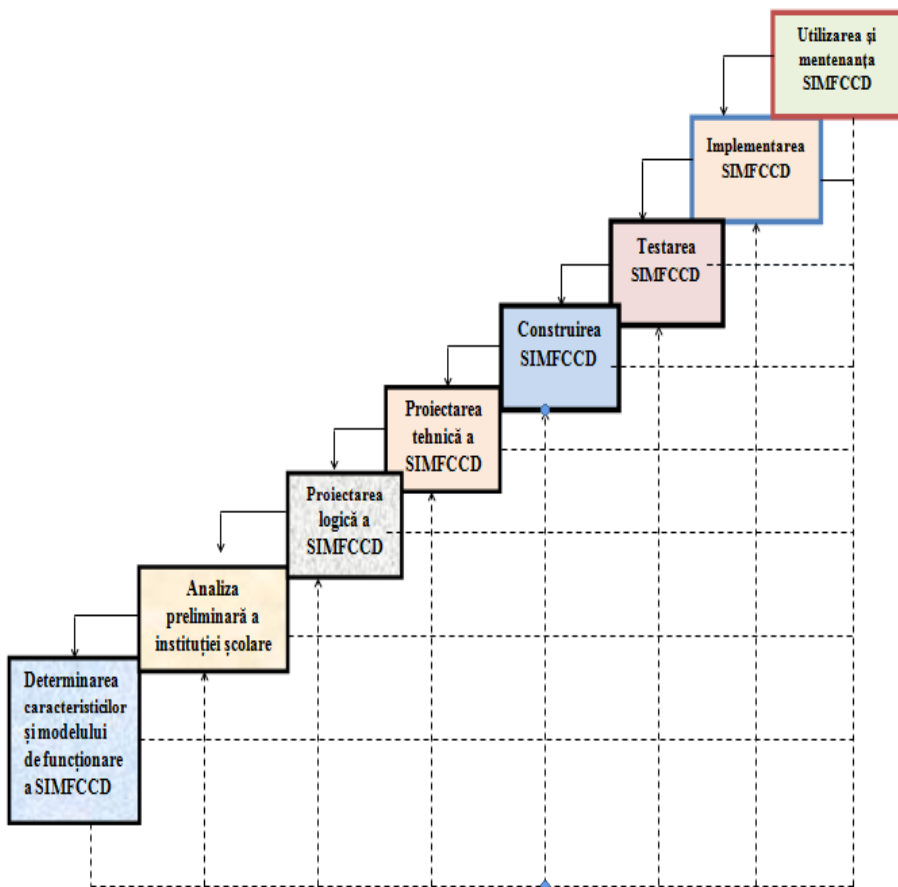 Utilizarea și
mentenanța
SIMFCCD
Implementarea
SIMFCCD
Testarea
SIMFCCD
Construirea
SIMFCCD
Proiectarea
tehnică a
SIMFCCD
Proiectarea
logică a
SIMFCCD
Analiza
preliminară a
instituției școlare
Determinarea
caracteristicilor
și modelului
de funcționare
a SIMFCCD